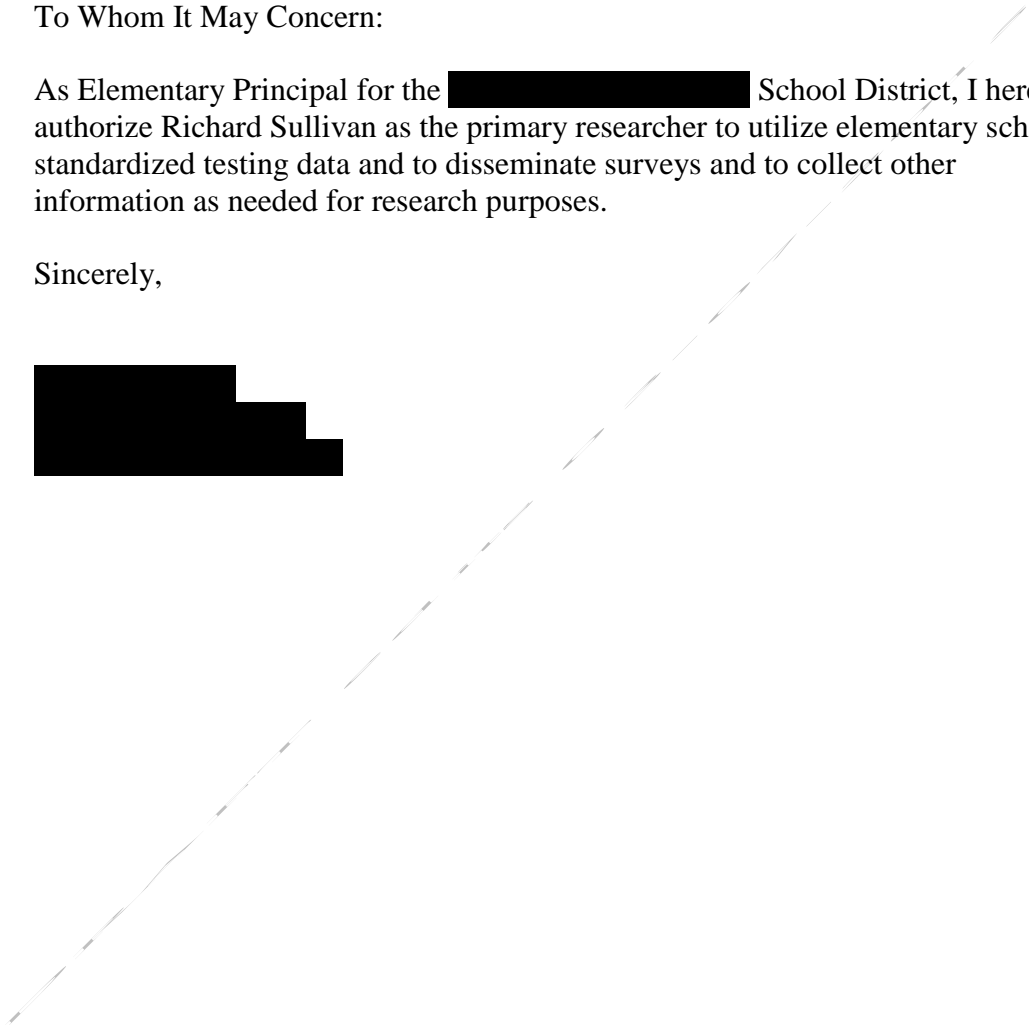 To Whom It May Concern:
As Elementary Principal for the School District, I
authorize Richard Sullivan as the primary researcher to utilize elementary
standardized testing data and to disseminate surveys and to collect other
information as needed for research purposes.
Sincerely,